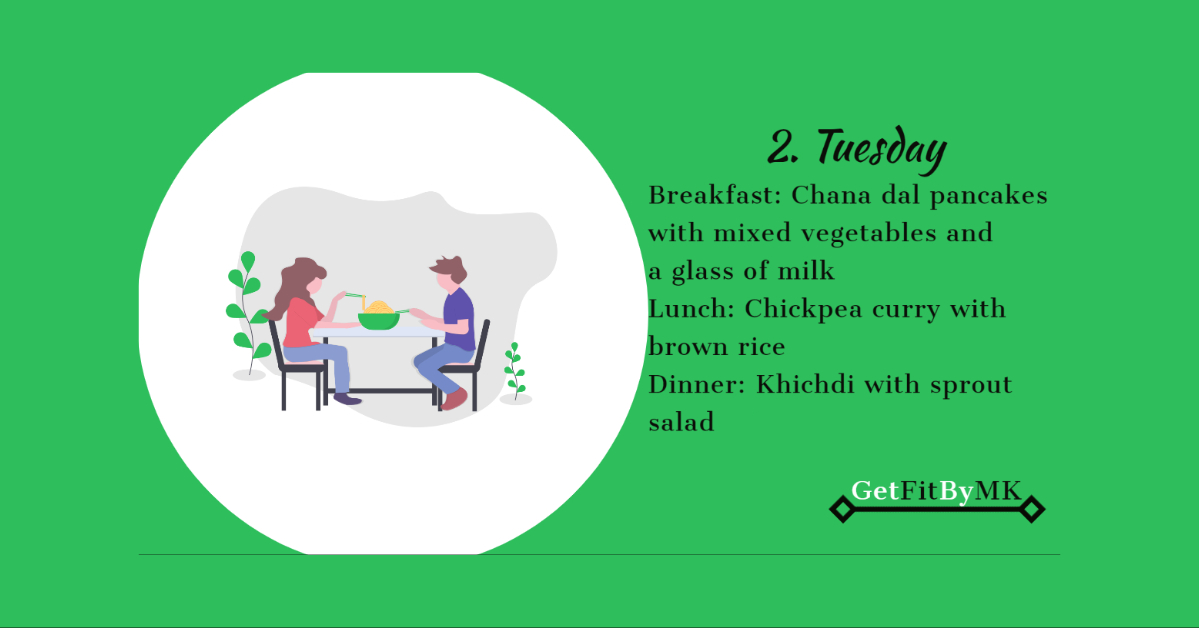 2. Tuesday
Breakfast: Chana dal pancakes
with mixed vegetables and
a glass of milk
Lunch: Chickpea curry with
brown rice
Dinner: Khichdi with sprout
salad
GetFitByMK